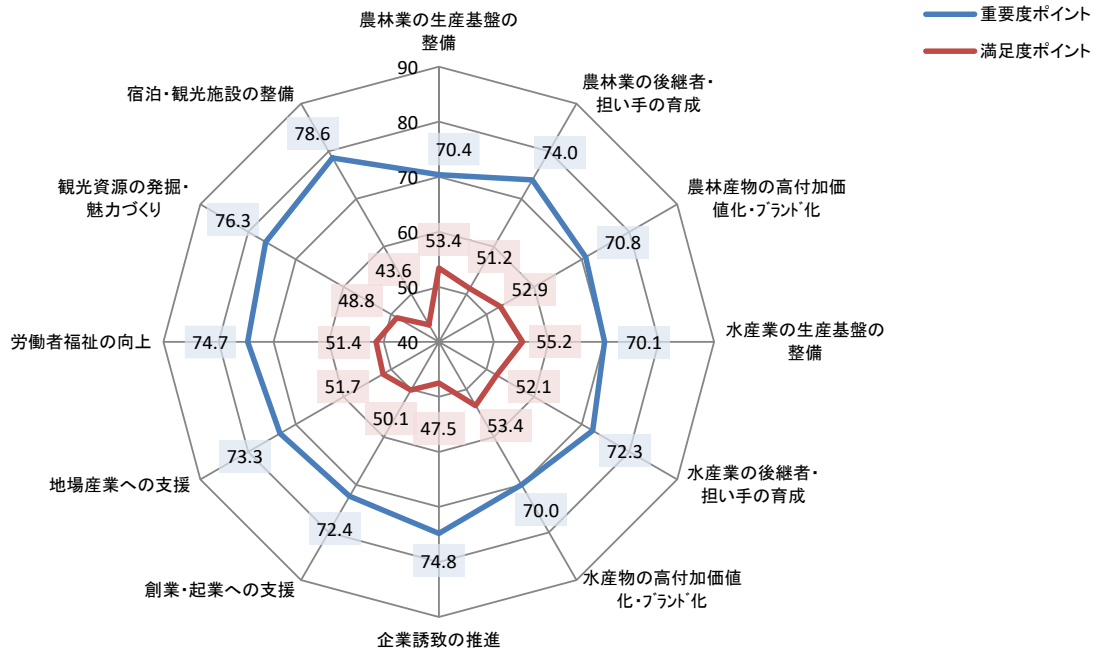 重要度ポイント
満足度ポイント
農林業の生産基盤の
整備
農林業の後継者・
担い手の育成
農林産物の高付加価
値化・ﾌﾞﾗﾝﾄﾞ化
水産業の生産基盤の
整備
水産業の後継者・
担い手の育成
水産物の高付加価値
化・ﾌﾞﾗﾝﾄﾞ化
企業誘致の推進
創業・起業への支援
地場産業への支援
労働者福祉の向上
観光資源の発掘・
魅力づくり
宿泊・観光施設の整備
90
80
70
60
50
40
70.4
74.0
70.8
70.1
72.3
70.0
74.8
72.4
73.3
74.7
76.3
78.6
53.4
51.2
52.9
55.2
52.1
53.4
47.5
50.1
51.7
51.4
48.8
43.6